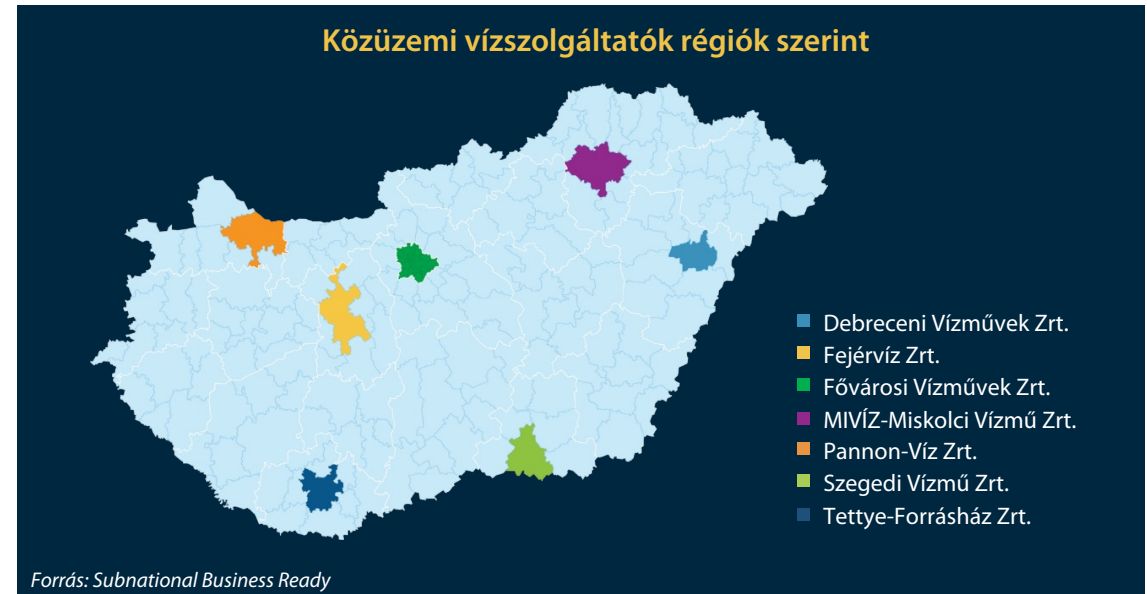 Közüzemi vízszolgáltatók régiók szerint
Debreceni Vízművek Zrt.
Fejérvíz Zrt.
Fővárosi Vízművek Zrt.
MIVÍZ-Miskolci Vízmű Zrt.
Pannon-Víz Zrt.
Szegedi Vízmű Zrt.
Tettye-Forrásház Zrt.
Forrás: Subnational Business Ready